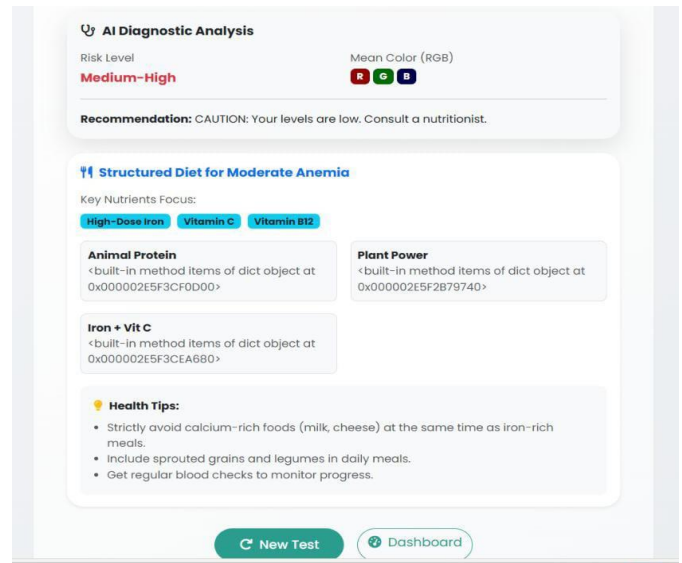 AI Diagnostic Analysis
Risk Level
Mean Color (RGB)
Medium-High
R G B
Recommendation: CAUTION: Your levels are low. Consult a nutritionist.
Structured Diet for Moderate Anemia
Key Nutrients Focus:
High-Dose Iron Vitamin C Vitamin B12
Animal Protein
<built-in method items of dict object at
0x000002E5F3CF0D00>
Plant Power
<built-in method items of dict object at
0x000002E5F2B79740>
Iron + Vit C
<built-in method items of dict object at
0x000002E5F3CEA680>
Health Tips:
• Strictly avoid calcium-rich foods (milk, cheese) at the same time as iron-rich
meals.
• Include sprouted grains and legumes in daily meals.
• Get regular blood checks to monitor progress.
New Test
Dashboard